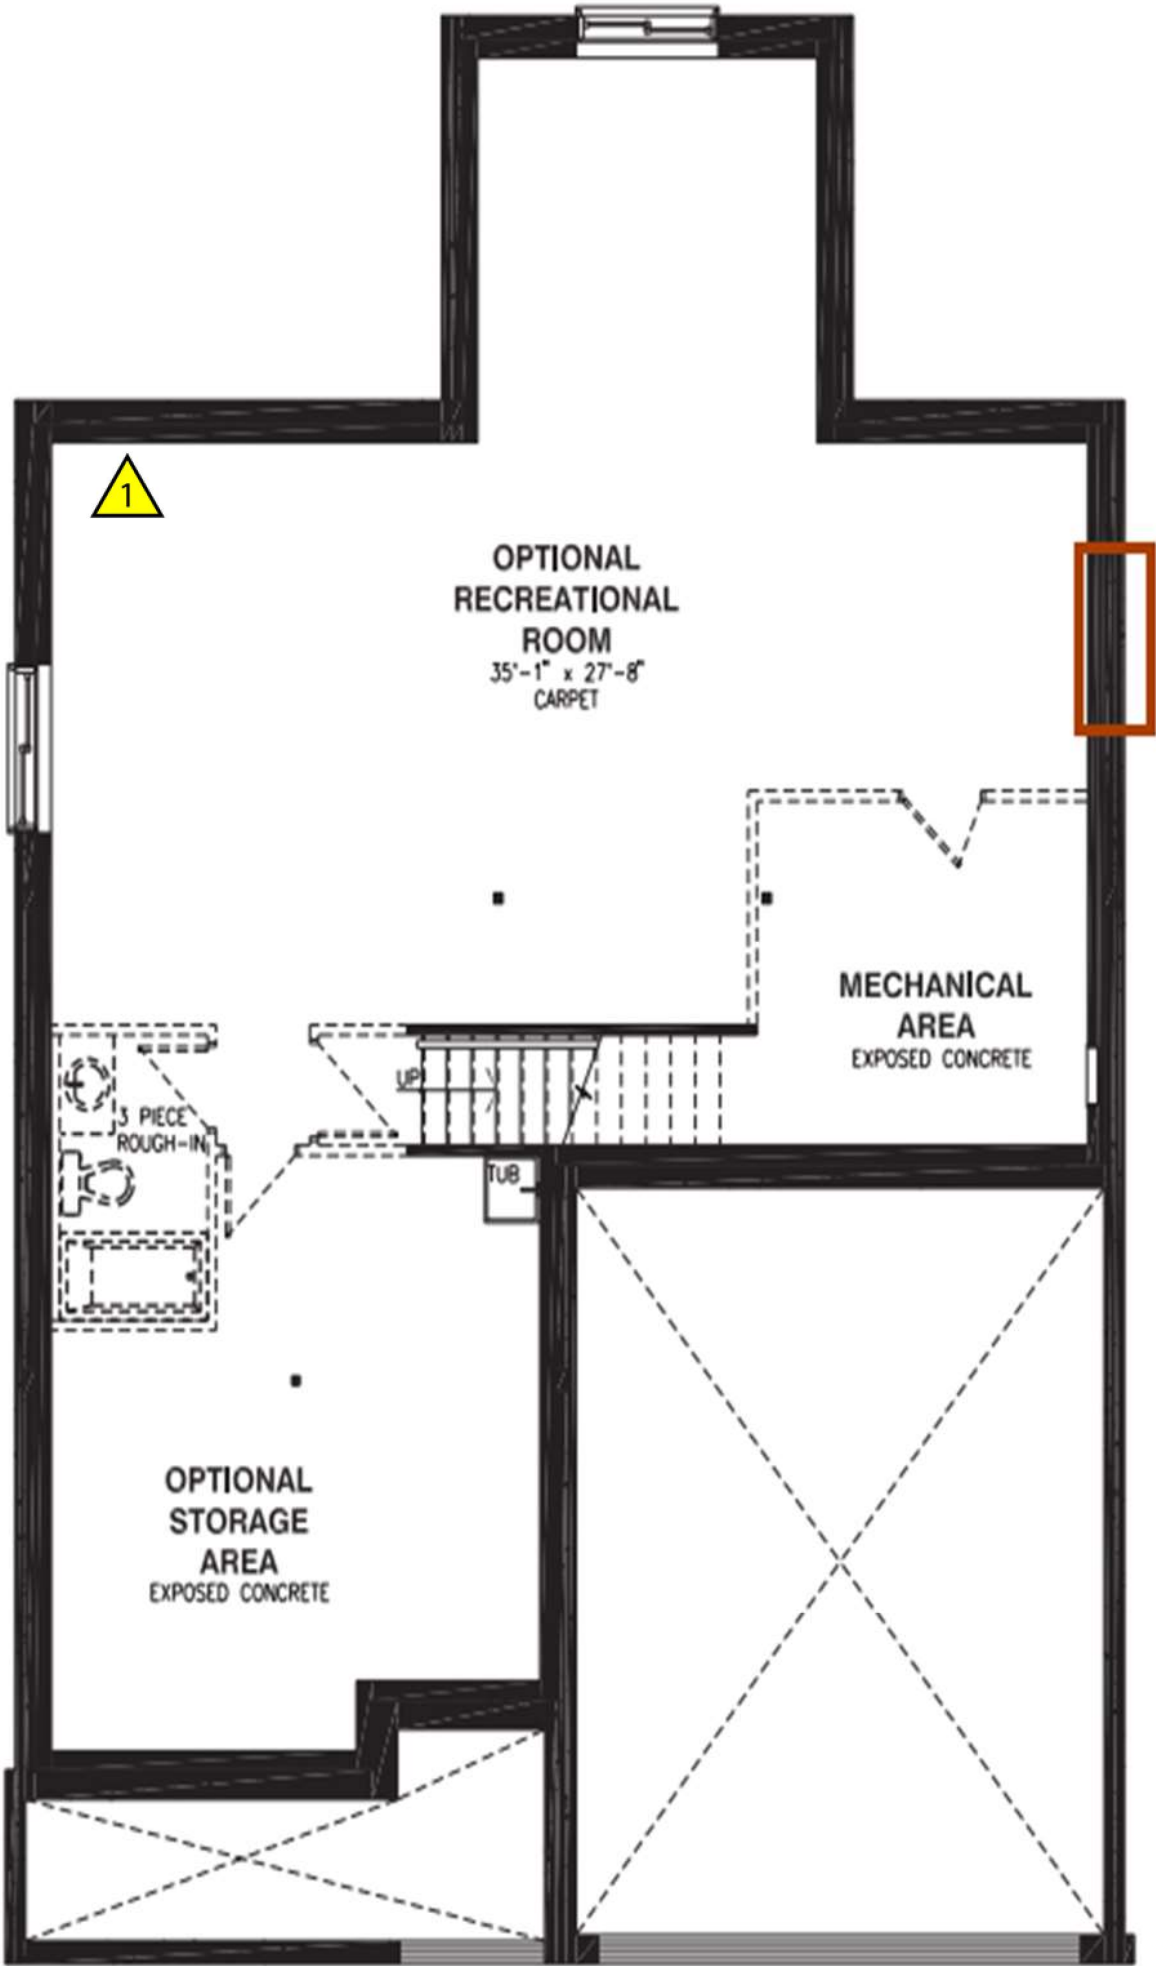 1
OPTIONAL
RECREATIONAL
ROOM
35'-1" x 27'-8"
CARPET
MECHANICAL
AREA
EXPOSED CONCRETE
UP
3 PIECE
ROUGH-IN
TUB
OPTIONAL
STORAGE
AREA
EXPOSED CONCRETE